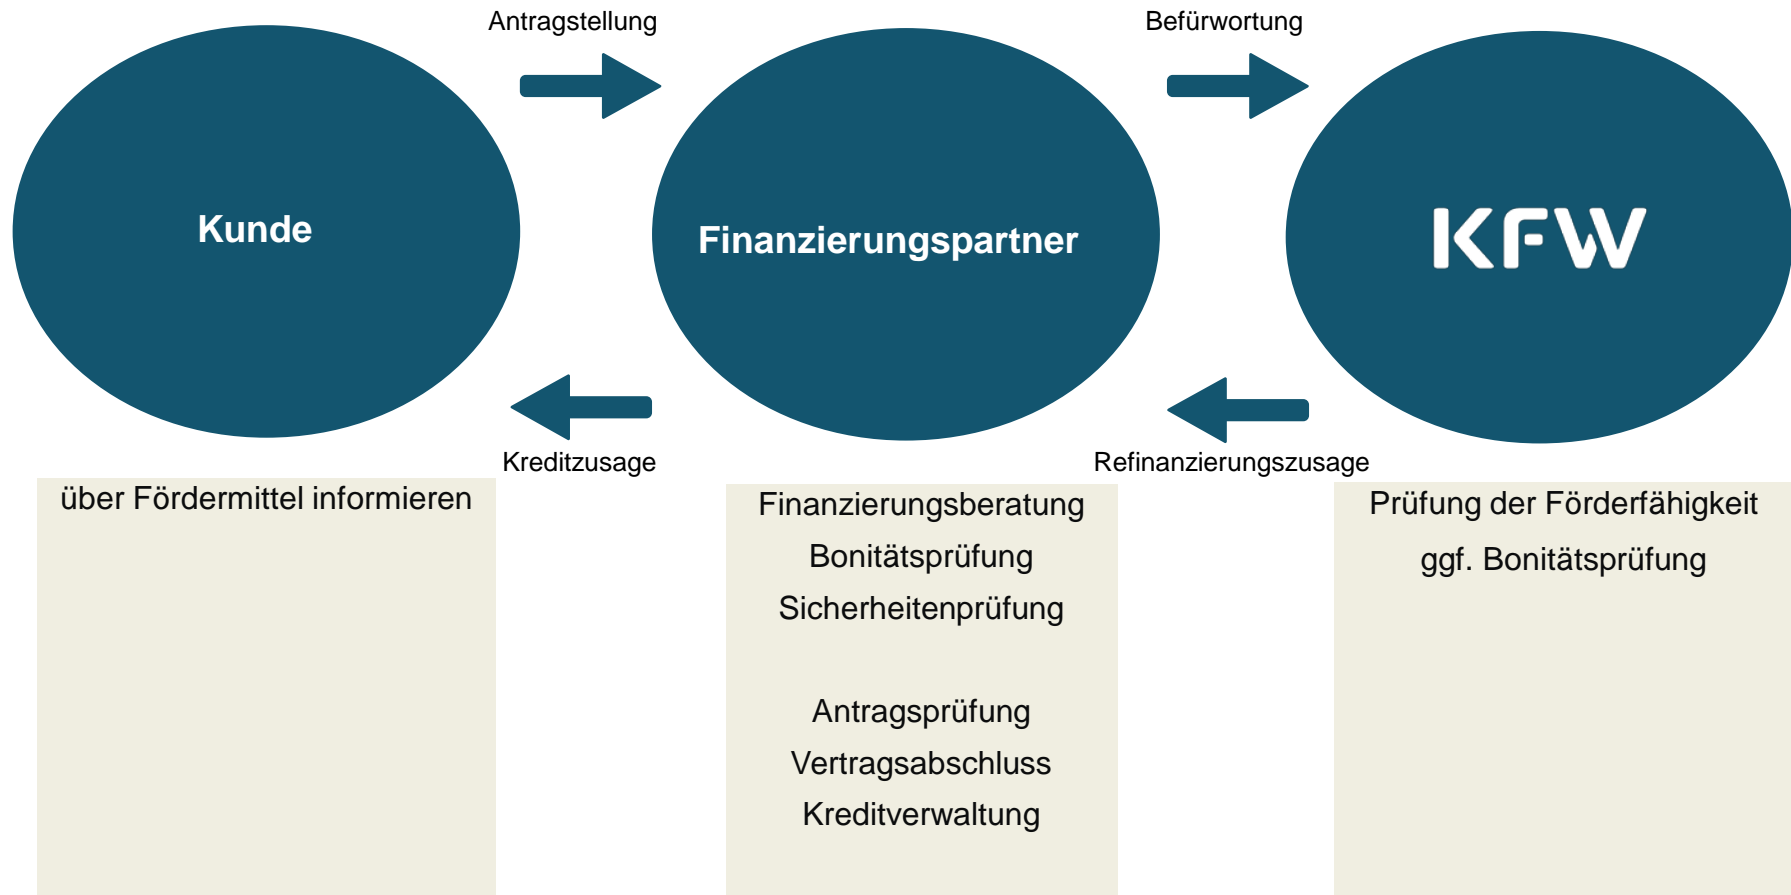 Antragstellung
Befürwortung
Kunde
Finanzierungspartner
KFW
Kreditzusage
Refinanzierungszusage
über Fördermittel informieren
Finanzierungsberatung
Bonitätsprüfung
Sicherheitenprüfung
Antragsprüfung
Vertragsabschluss
Kreditverwaltung
Prüfung der Förderfähigkeit
ggf. Bonitätsprüfung